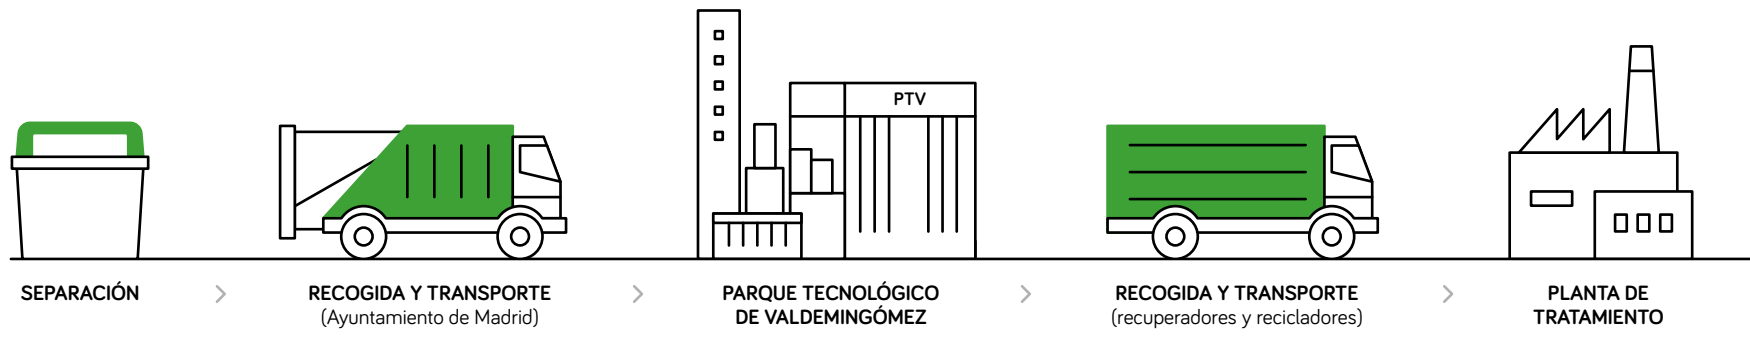 PTV
SEPARACIÓN
RECOGIDA Y TRANSPORTE
(Ayuntamiento de Madrid)
PARQUE TECNOLÓGICO
DE VALDEMINGÓMEZ
RECOGIDA Y TRANSPORTE
(recuperadores y recicladores)
PLANTA DE
TRATAMIENTO